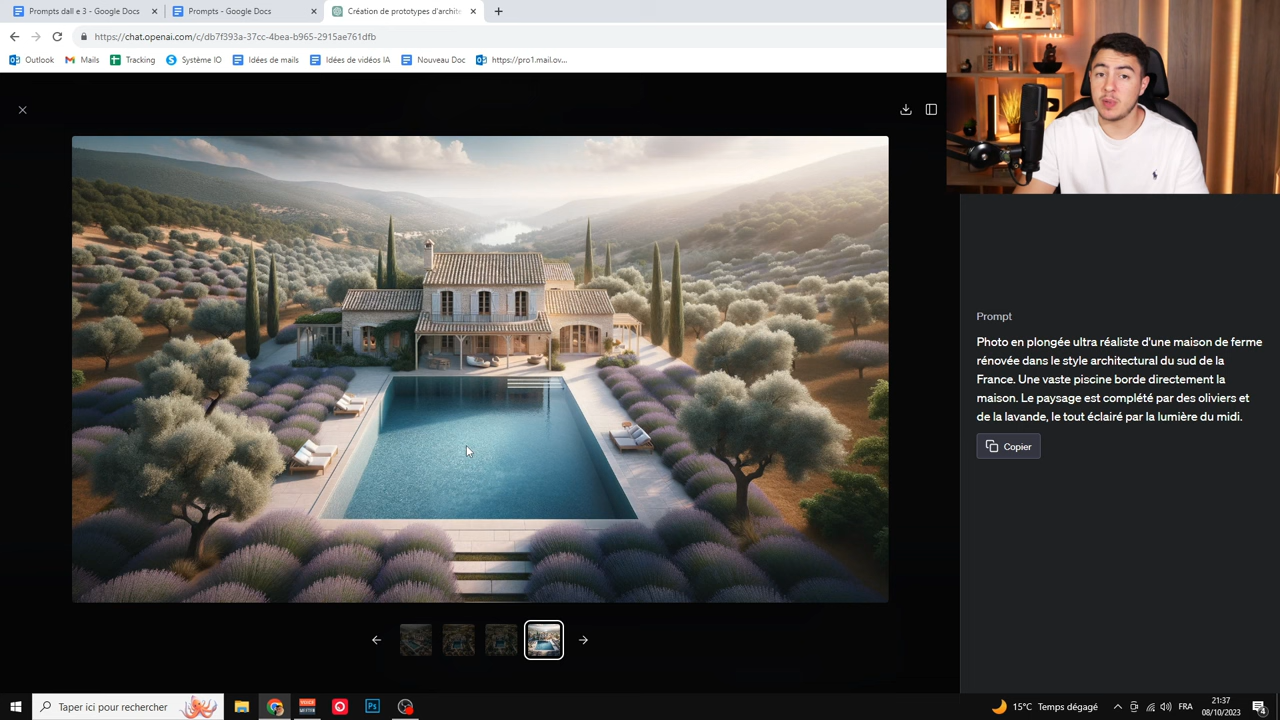 Prompts dall e 3 - Google Docs
Prompts - Google Docs
Création de prototypes d'archite
https://chat.openai.com/c/db7f393a-37cc-4bea-b965-2915ae761dfb
Outlook
Mails
Tracking
Système IO
Idées de mails
Idées de vidéos IA
Nouveau Doc
https://pro1.mail.ov...
Prompt
Photo en plongée ultra réaliste d'une maison de ferme
rénovée dans le style architectural du sud de la
France. Une vaste piscine borde directement la
maison. Le paysage est complété par des oliviers et
de la lavande, le tout éclairé par la lumière du midi.
Copier
Taper ici pour rechercher
Ps
15°C Temps dégagé
FRA
21:37
08/10/2023